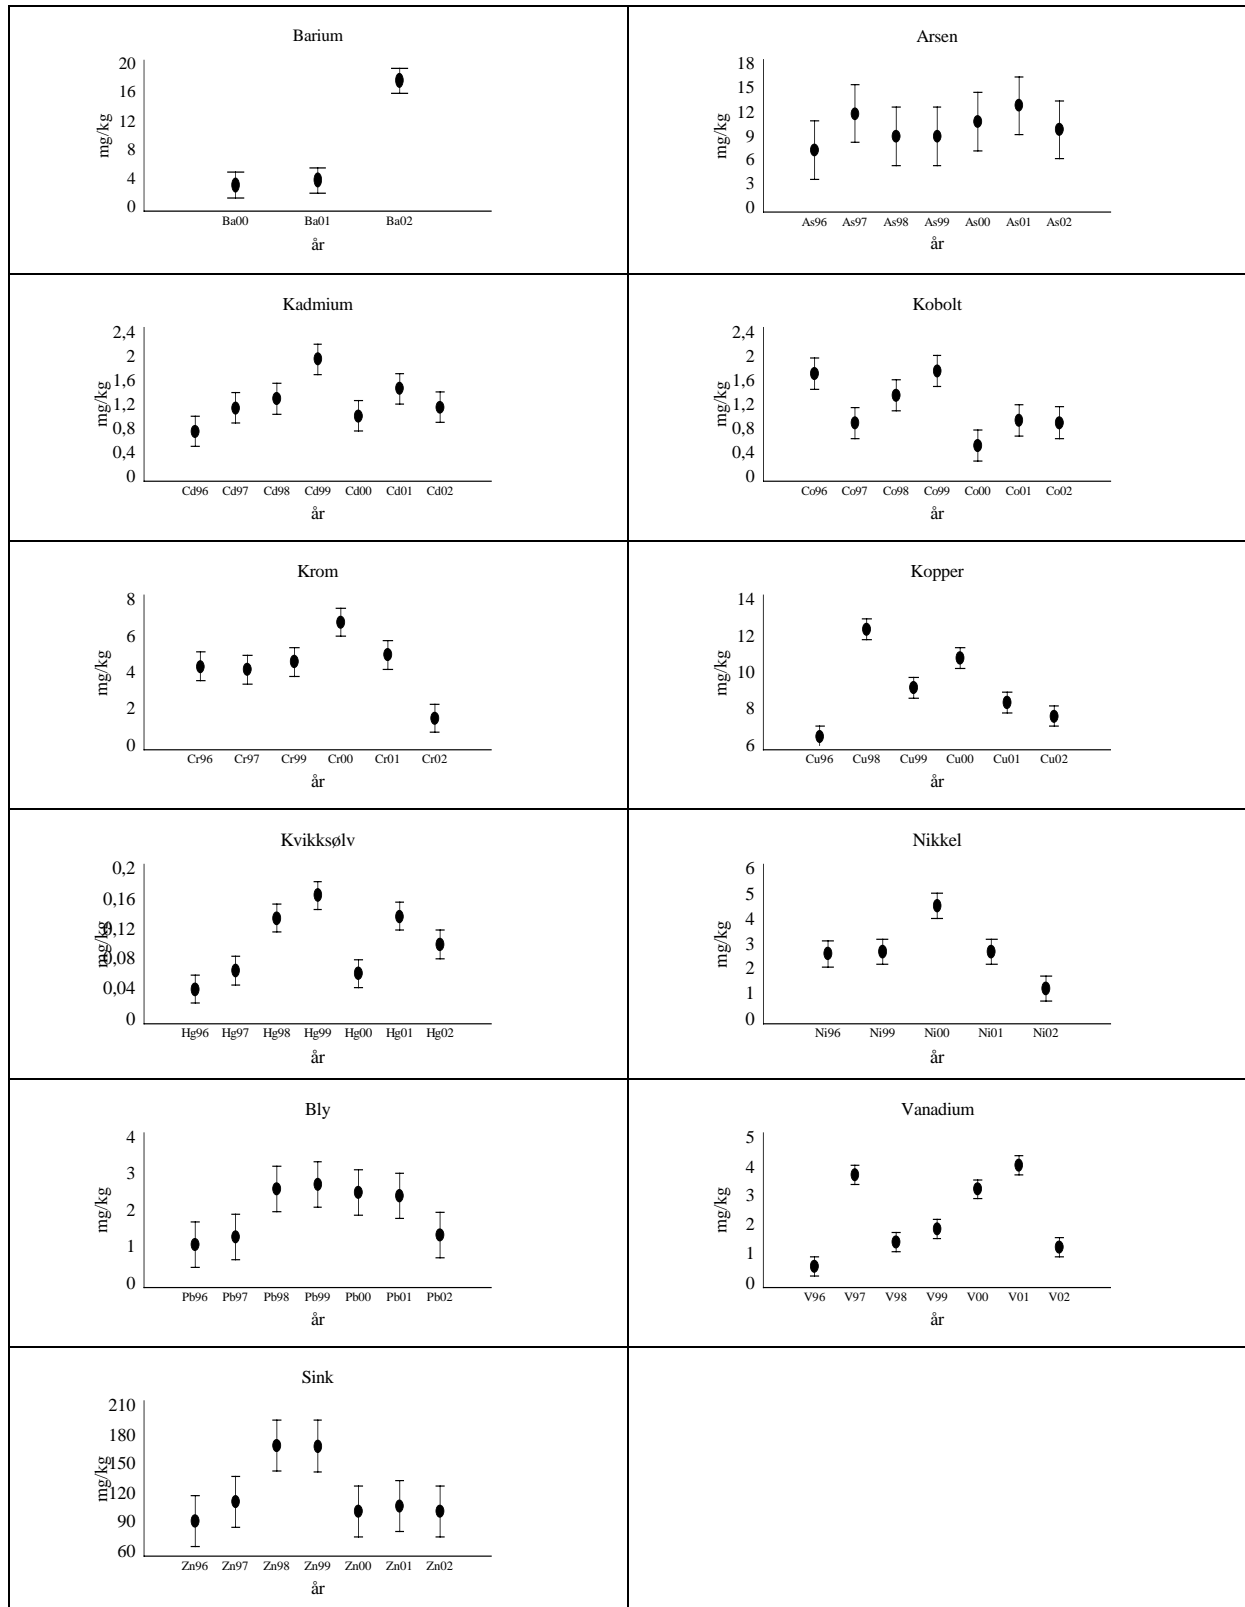 Barium
mg/kg
20
16
12
8
4
0
Ba00 Ba01 Ba02
år
Arsen
mg/kg
18
15
12
9
6
3
0
As96 As97 As98 As99 As00 As01 As02
år
Kadmium
mg/kg
2,4
2
1,6
1,2
0,8
0,4
0
Cd96 Cd97 Cd98 Cd99 Cd00 Cd01 Cd02
år
Kobolt
mg/kg
2,4
2
1,6
1,2
0,8
0,4
0
Co96 Co97 Co98 Co99 Co00 Co01 Co02
år
Krom
mg/kg
8
6
4
2
0
Cr96 Cr97 Cr99 Cr00 Cr01 Cr02
år
Kopper
mg/kg
14
12
10
8
6
Cu96 Cu98 Cu99 Cu00 Cu01 Cu02
år
Kvikksølv
mg/kg
0,2
0,16
0,12
0,08
0,04
0
Hg96 Hg97 Hg98 Hg99 Hg00 Hg01 Hg02
år
Nikkel
mg/kg
6
5
4
3
2
1
0
Ni96 Ni99 Ni00 Ni01 Ni02
år
Bly
mg/kg
4
3
2
1
0
Pb96 Pb97 Pb98 Pb99 Pb00 Pb01 Pb02
år
Vanadium
mg/kg
5
4
3
2
1
0
V96 V97 V98 V99 V00 V01 V02
år
Sink
mg/kg
210
180
150
120
90
60
Zn96 Zn97 Zn98 Zn99 Zn00 Zn01 Zn02
år